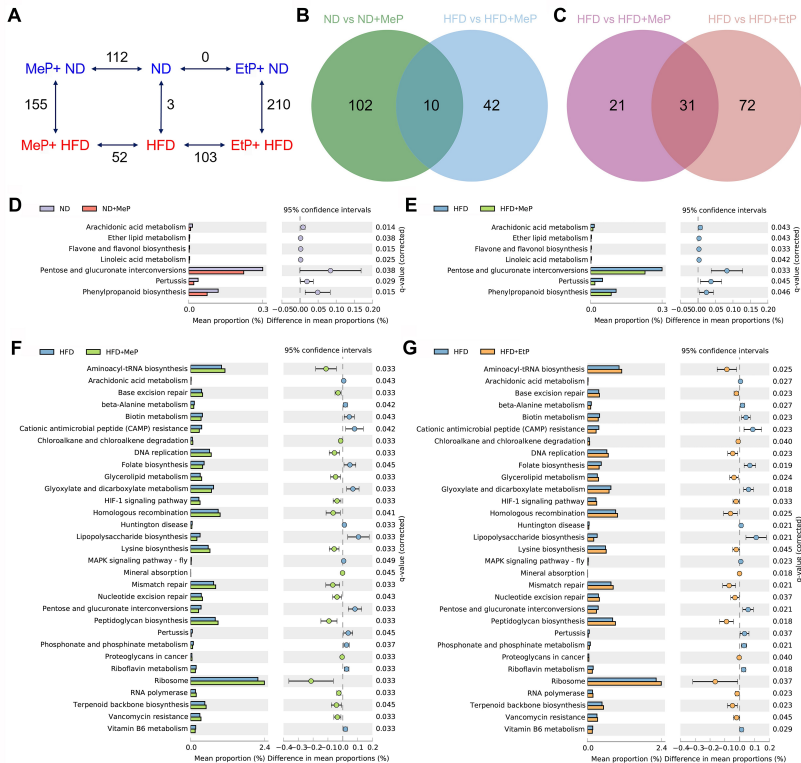 A
MeP+ ND
112
ND
0
EtP+ ND
155
3
210
MeP+ HFD
52
HFD
103
EtP+ HFD
B
ND vs ND+MeP
HFD vs HFD+MeP
102
10
42
C
HFD vs HFD+MeP
HFD vs HFD+EtP
21
31
72
D
ND
ND+MeP
95% confidence intervals
Arachidonic acid metabolism
0.014
Ether lipid metabolism
0.038
Flavone and flavonol biosynthesis
0.015
Linoleic acid metabolism
0.025
Pentose and glucuronate interconversions
0.038
Pertussis
0.029
Phenylpropanoid biosynthesis
0.015
q-value (corrected)
0.0
0.3
-0.05 0.00 0.05 0.10 0.15 0.20
Mean proportion (%)
Difference in mean proportions (%)
E
HFD
HFD+MeP
95% confidence intervals
Arachidonic acid metabolism
0.043
Ether lipid metabolism
0.043
Flavone and flavonol biosynthesis
0.033
Linoleic acid metabolism
0.042
Pentose and glucuronate interconversions
0.033
Pertussis
0.045
Phenylpropanoid biosynthesis
0.046
q-value (corrected)
0.0
0.3
-0.05 0.00 0.05 0.10 0.15 0.20
Mean proportion (%)
Difference in mean proportions (%)
F
HFD
HFD+MeP
95% confidence intervals
Aminoacyl-tRNA biosynthesis
0.033
Arachidonic acid metabolism
0.043
Base excision repair
0.033
beta-Alanine metabolism
0.042
Biotin metabolism
0.043
Cationic antimicrobial peptide (CAMP) resistance
0.042
Chloroalkane and chloroalkene degradation
0.033
DNA replication
0.033
Folate biosynthesis
0.045
Glycerolipid metabolism
0.033
Glyoxylate and dicarboxylate metabolism
0.033
HIF-1 signaling pathway
0.033
Homologous recombination
0.041
Huntington disease
0.033
Lipopolysaccharide biosynthesis
0.033
Lysine biosynthesis
0.033
MAPK signaling pathway - fly
0.049
Mineral absorption
0.045
Mismatch repair
0.033
Nucleotide excision repair
0.043
Pentose and glucuronate interconversions
0.033
Peptidoglycan biosynthesis
0.033
Pertussis
0.045
Phosphonate and phosphinate metabolism
0.037
Proteoglycans in cancer
0.033
Riboflavin metabolism
0.033
Ribosome
0.033
RNA polymerase
0.033
Terpenoid backbone biosynthesis
0.045
Vancomycin resistance
0.033
Vitamin B6 metabolism
0.033
q-value (corrected)
0.0
2.4
-0.4 -0.3 -0.2 -0.1 0.0 0.1 0.2
Mean proportion (%)
Difference in mean proportions (%)
G
HFD
HFD+EtP
95% confidence intervals
Aminoacyl-tRNA biosynthesis
0.025
Arachidonic acid metabolism
0.027
Base excision repair
0.023
beta-Alanine metabolism
0.027
Biotin metabolism
0.023
Cationic antimicrobial peptide (CAMP) resistance
0.023
Chloroalkane and chloroalkene degradation
0.040
DNA replication
0.023
Folate biosynthesis
0.019
Glycerolipid metabolism
0.024
Glyoxylate and dicarboxylate metabolism
0.018
HIF-1 signaling pathway
0.033
Homologous recombination
0.025
Huntington disease
0.021
Lipopolysaccharide biosynthesis
0.021
Lysine biosynthesis
0.045
MAPK signaling pathway - fly
0.023
Mineral absorption
0.018
Mismatch repair
0.021
Nucleotide excision repair
0.037
Pentose and glucuronate interconversions
0.021
Peptidoglycan biosynthesis
0.018
Pertussis
0.037
Phosphonate and phosphinate metabolism
0.021
Proteoglycans in cancer
0.040
Riboflavin metabolism
0.018
Ribosome
0.037
RNA polymerase
0.023
Terpenoid backbone biosynthesis
0.023
Vancomycin resistance
0.045
Vitamin B6 metabolism
0.029
q-value (corrected)
0.0
2.4
-0.4 -0.3 -0.2 -0.1 0.0 0.1 0.2
Mean proportion (%)
Difference in mean proportions (%)